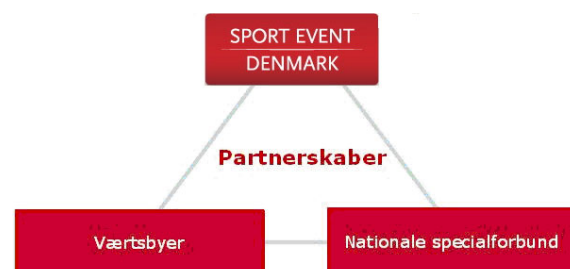 SPORT EVENT
DENMARK
Partnerskaber
Værtsbyer
Nationale specialforbund